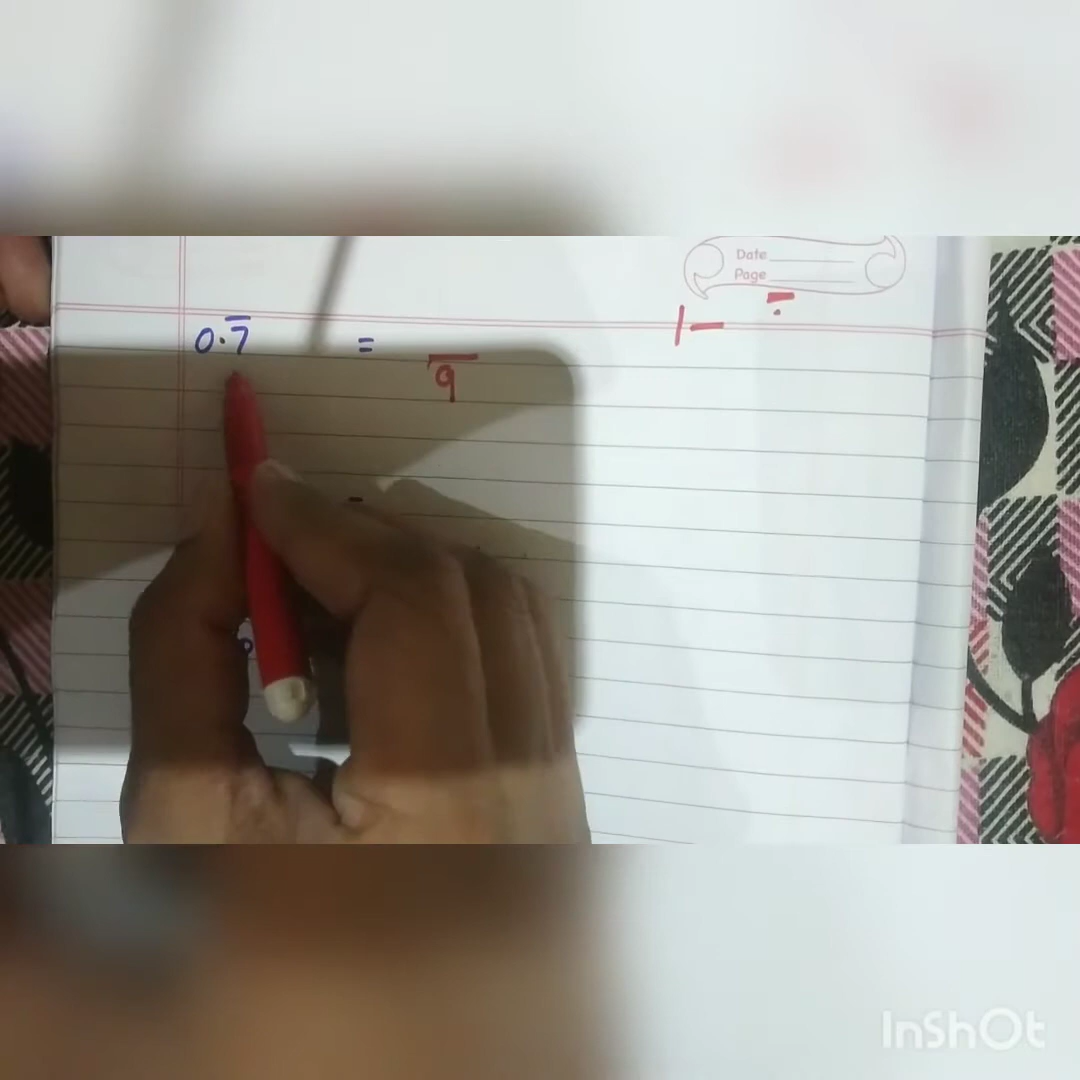 Date
Page
0.7̅ = ‾9
InShOt